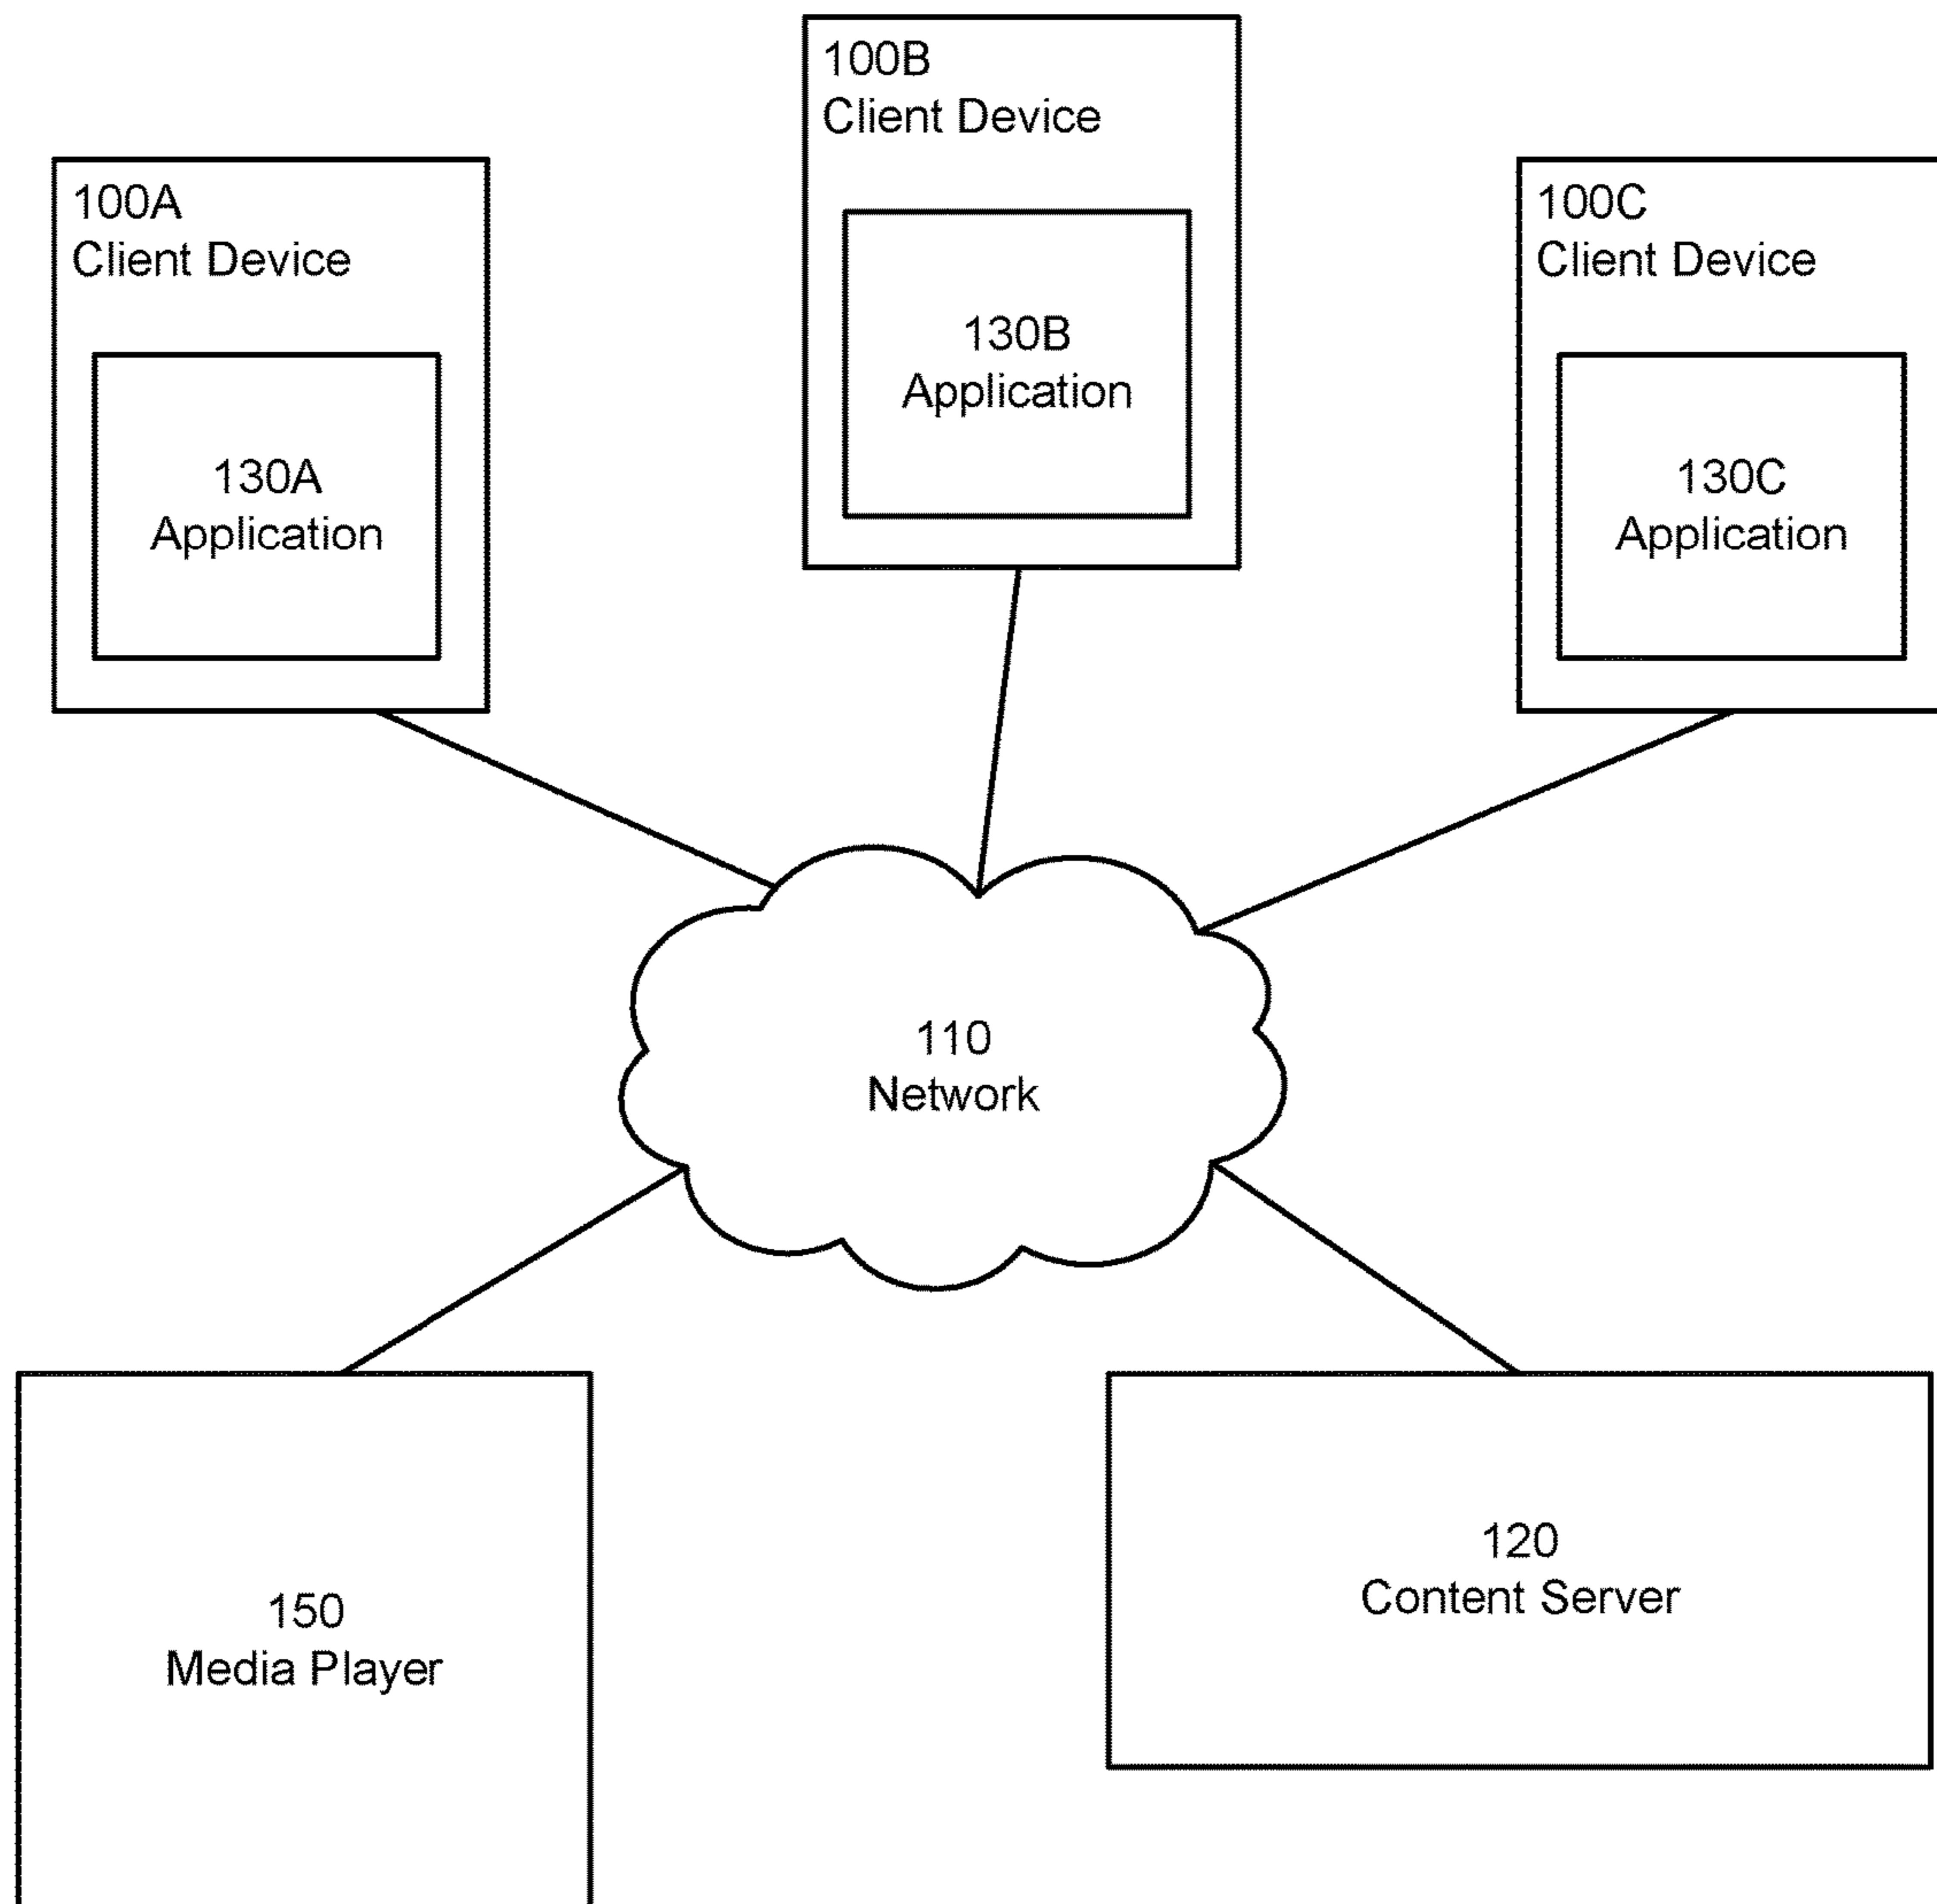 100B
Client Device
130B
Application
100A
Client Device
130A
Application
100C
Client Device
130C
Application
110
Network
150
Media Player
120
Content Server